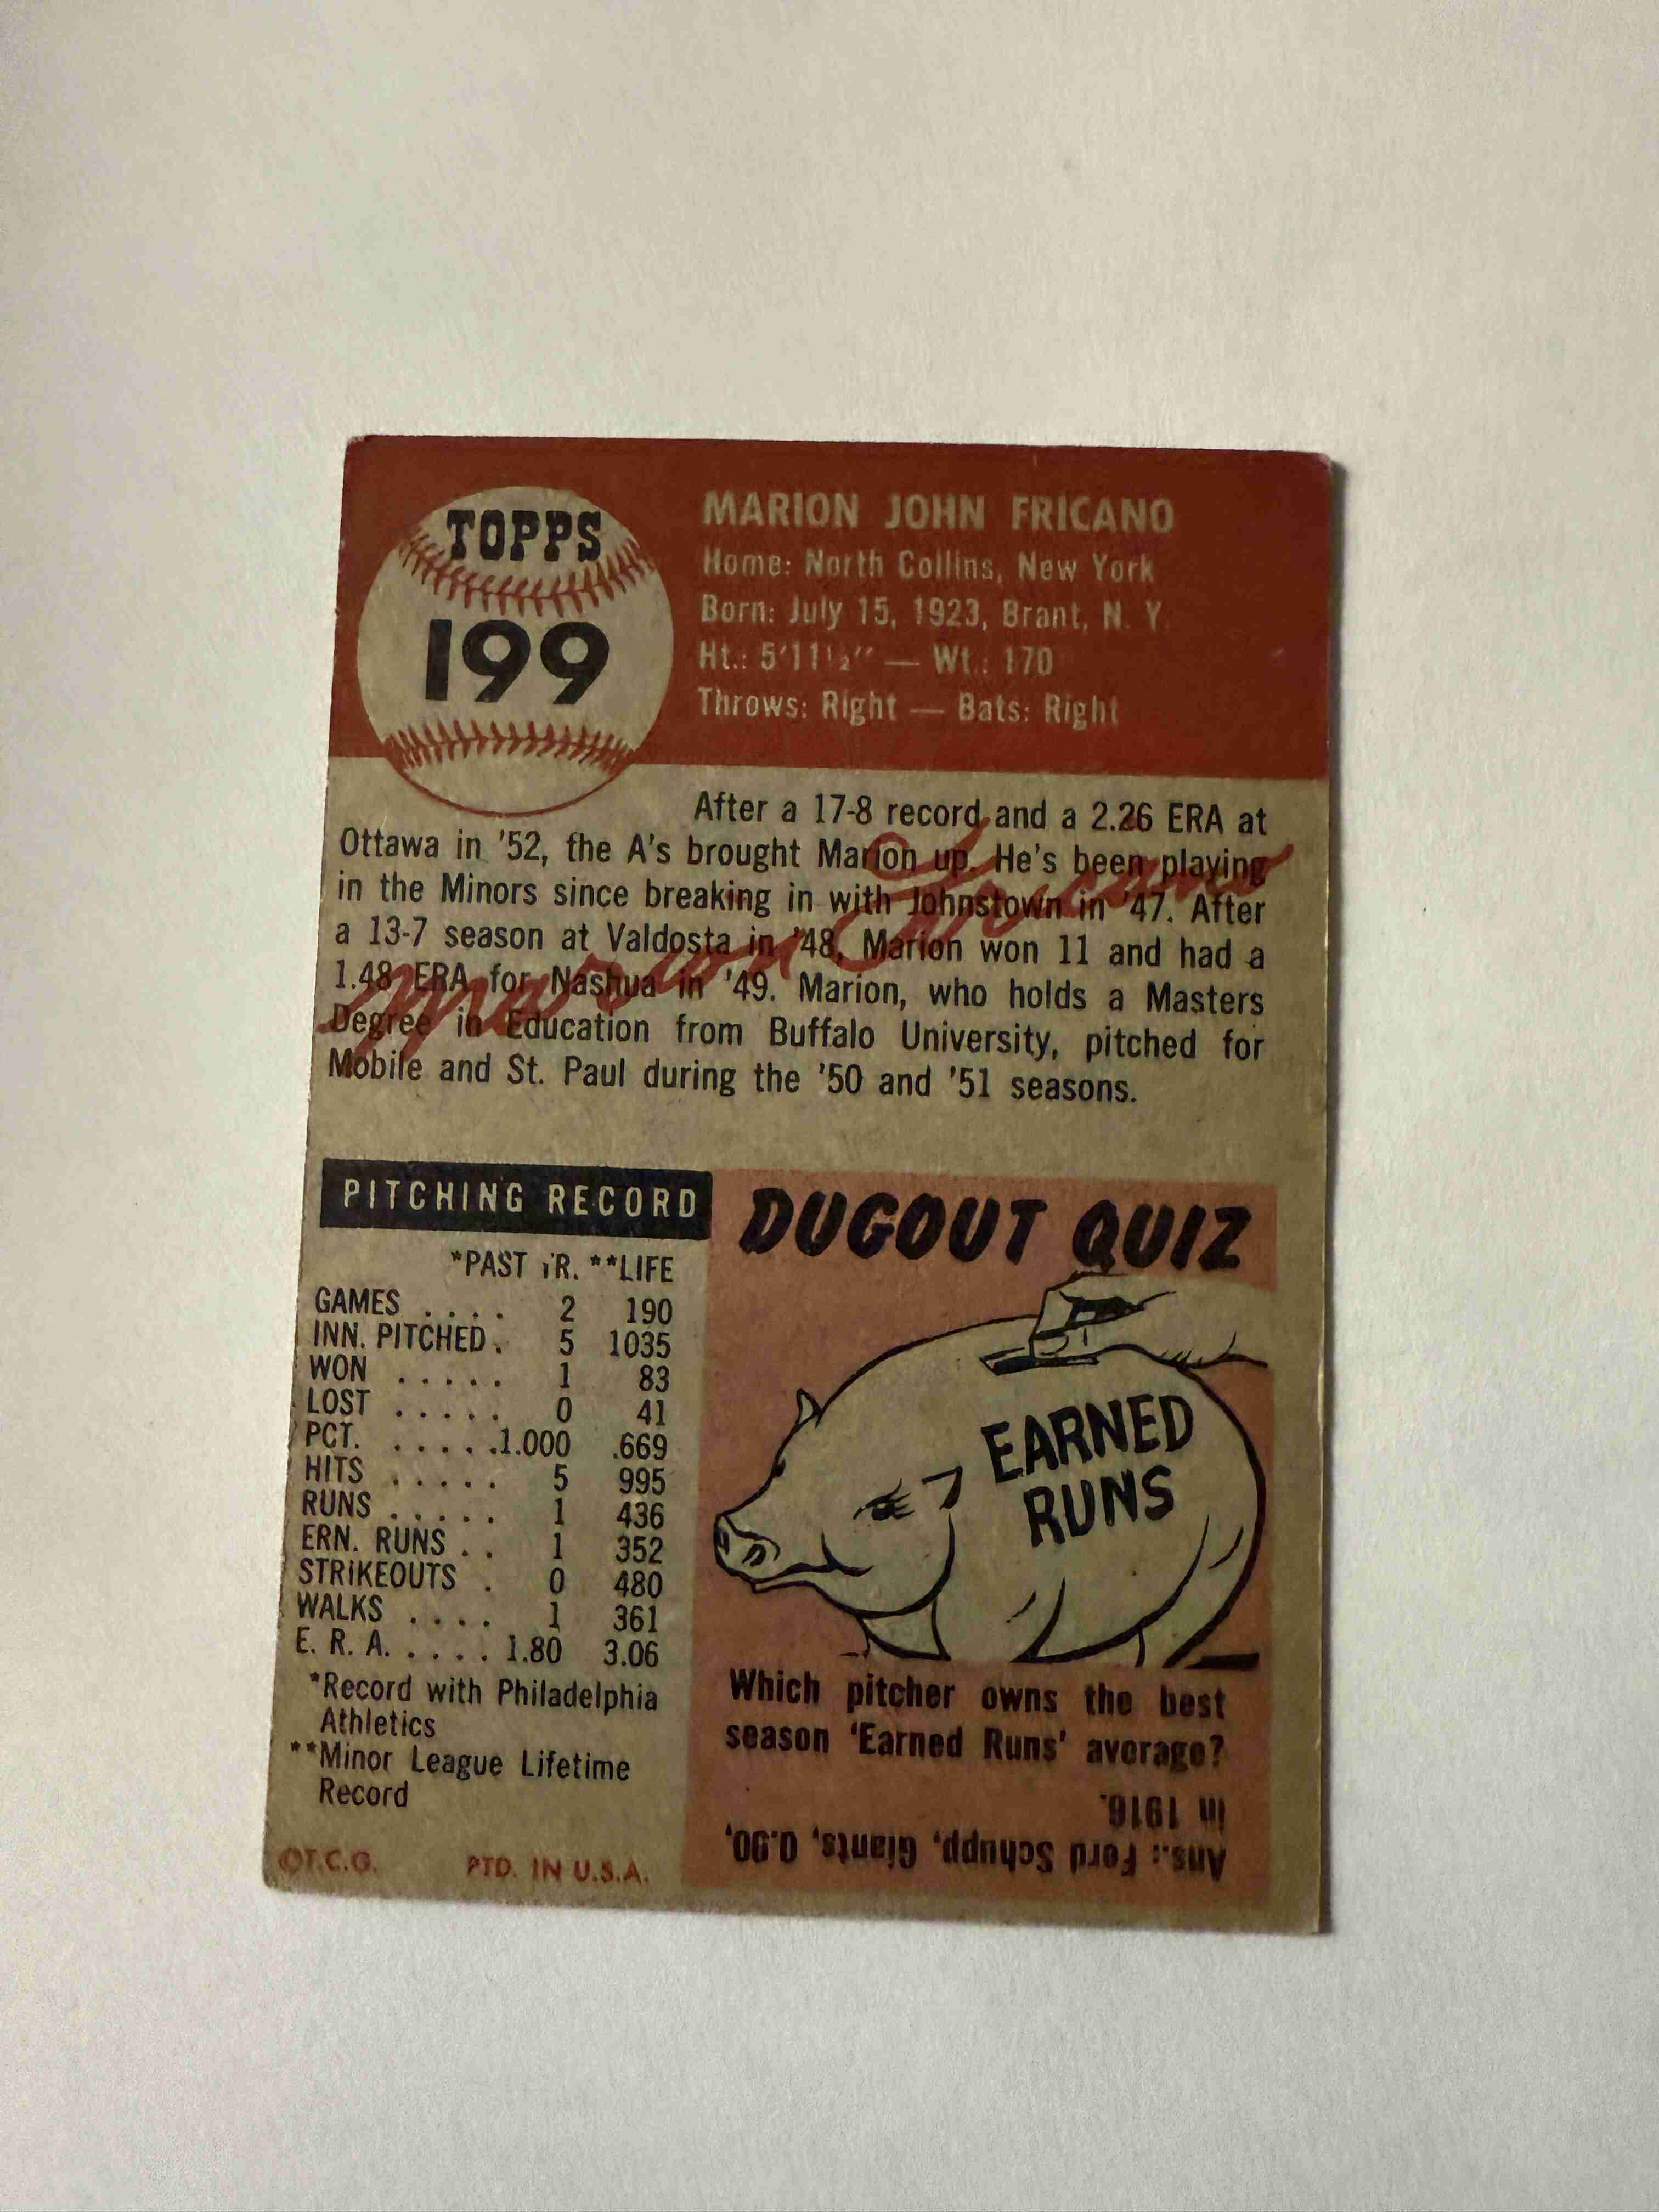 TOPPS
199
MARION JOHN FRICANO
Home: North Collins, New York
Born: July 15, 1923, Brant, N. Y.
Ht.: 5'11½" — Wt.: 170
Throws: Right — Bats: Right
After a 17-8 record and a 2.26 ERA at
Ottawa in '52, the A's brought Marion up. He's been playing
in the Minors since breaking in with Johnstown in '47. After
a 13-7 season at Valdosta in '48, Marion won 11 and had a
1.48 ERA for Nashua in '49. Marion, who holds a Masters
Degree in Education from Buffalo University, pitched for
Mobile and St. Paul during the '50 and '51 seasons.
Marion Fricano
PITCHING RECORD
*PAST YR. **LIFE
GAMES . . . . 2 190
INN. PITCHED . 5 1035
WON . . . . . 1 83
LOST . . . . . 0 41
PCT. . . . . . 1.000 .669
HITS . . . . . 5 995
RUNS . . . . . 1 436
ERN. RUNS . . 1 352
STRIKEOUTS . 0 480
WALKS . . . . 1 361
E. R. A. . . . . 1.80 3.06
*Record with Philadelphia
Athletics
**Minor League Lifetime
Record
©T.C.G. PTD. IN U.S.A.
DUGOUT QUIZ
EARNED
RUNS
Which pitcher owns the best
season 'Earned Runs' average?
Ans.: Ferd Schupp, Giants, 0.90,
in 1916.